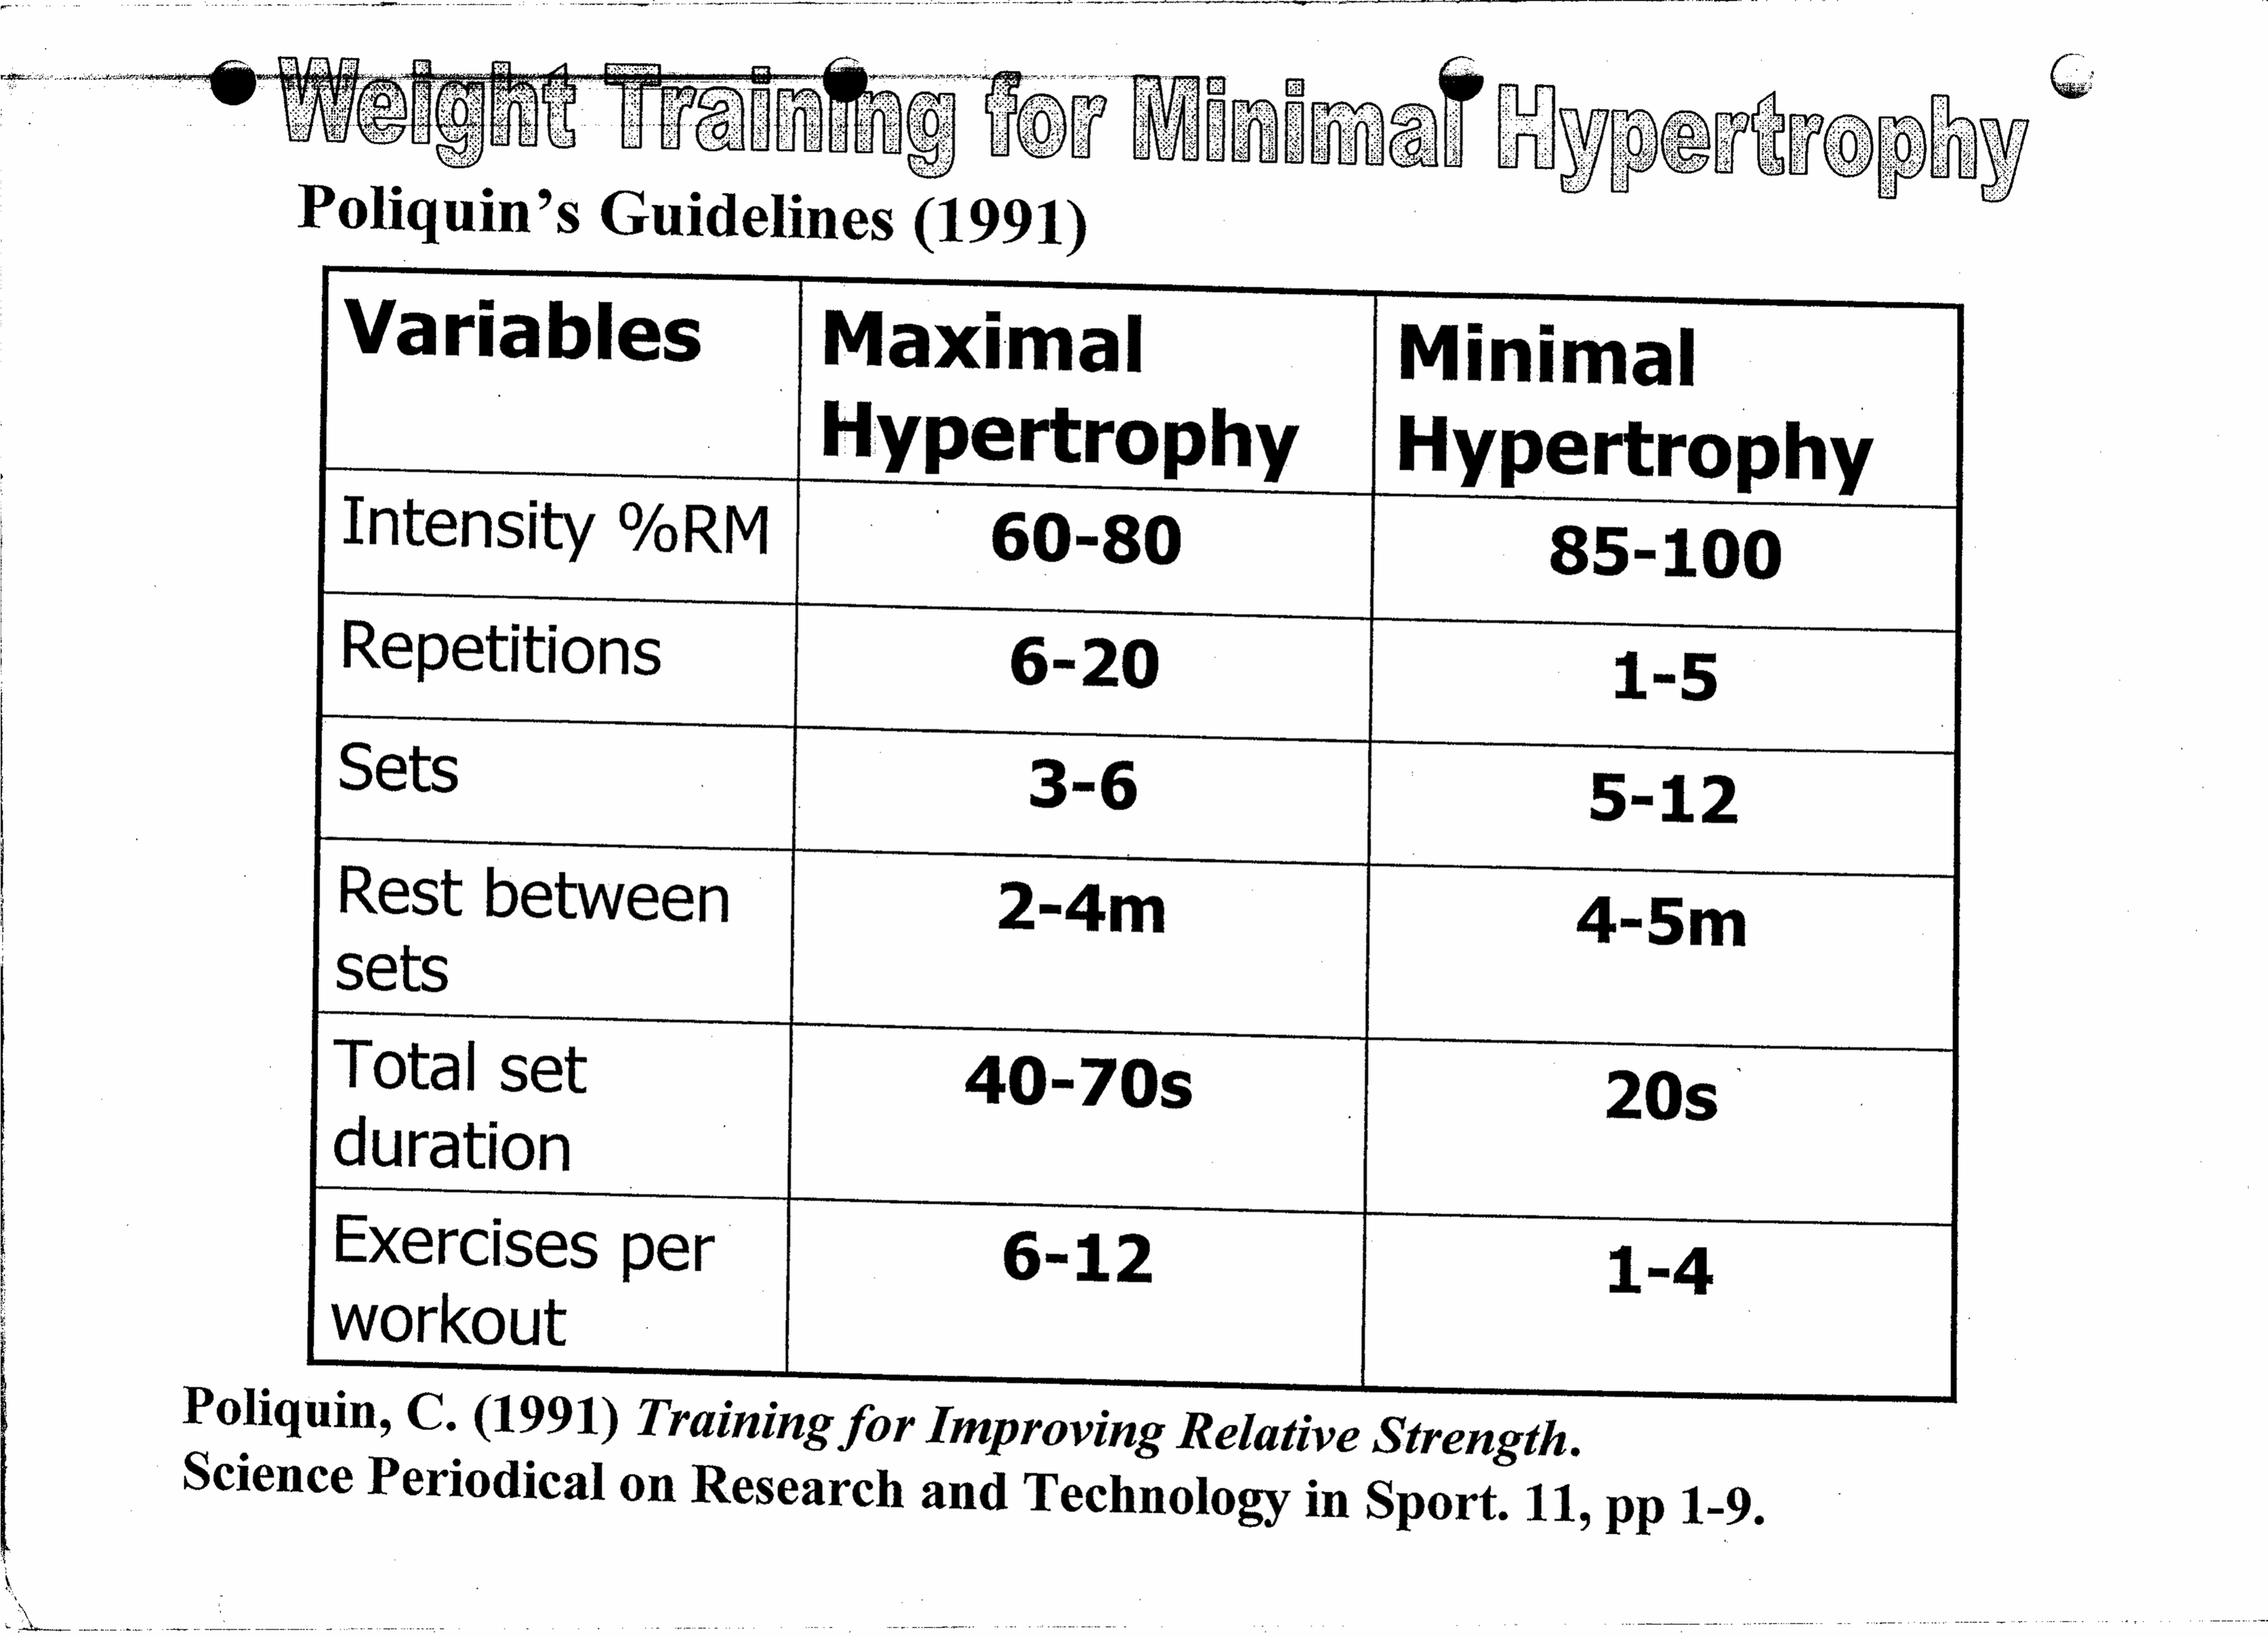 Weight Training for Minimal Hypertrophy
Poliquin’s Guidelines (1991)
Variables
Maximal
Hypertrophy
Minimal
Hypertrophy
Intensity %RM
60-80
85-100
Repetitions
6-20
1-5
Sets
3-6
5-12
Rest between
sets
2-4m
4-5m
Total set
duration
40-70s
20s
Exercises per
workout
6-12
1-4
Poliquin, C. (1991) Training for Improving Relative Strength.
Science Periodical on Research and Technology in Sport. 11, pp 1-9.